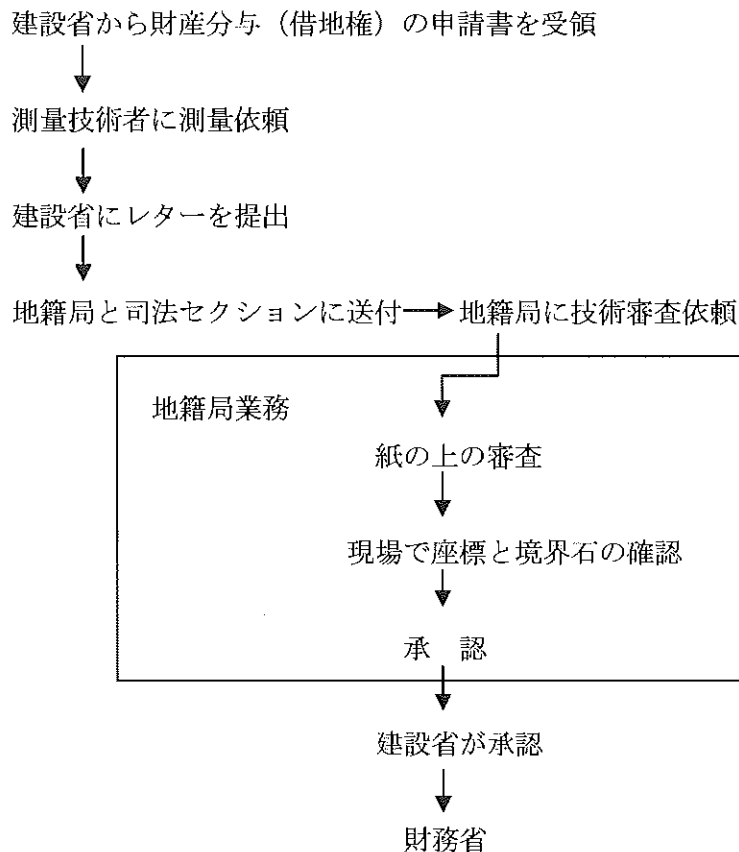 建設省から財産分与（借地権）の申請書を受領
測量技術者に測量依頼
建設省にレターを提出
地籍局と司法セクションに送付
地籍局に技術審査依頼
地籍局業務
紙の上の審査
現場で座標と境界石の確認
承　認
建設省が承認
財務省